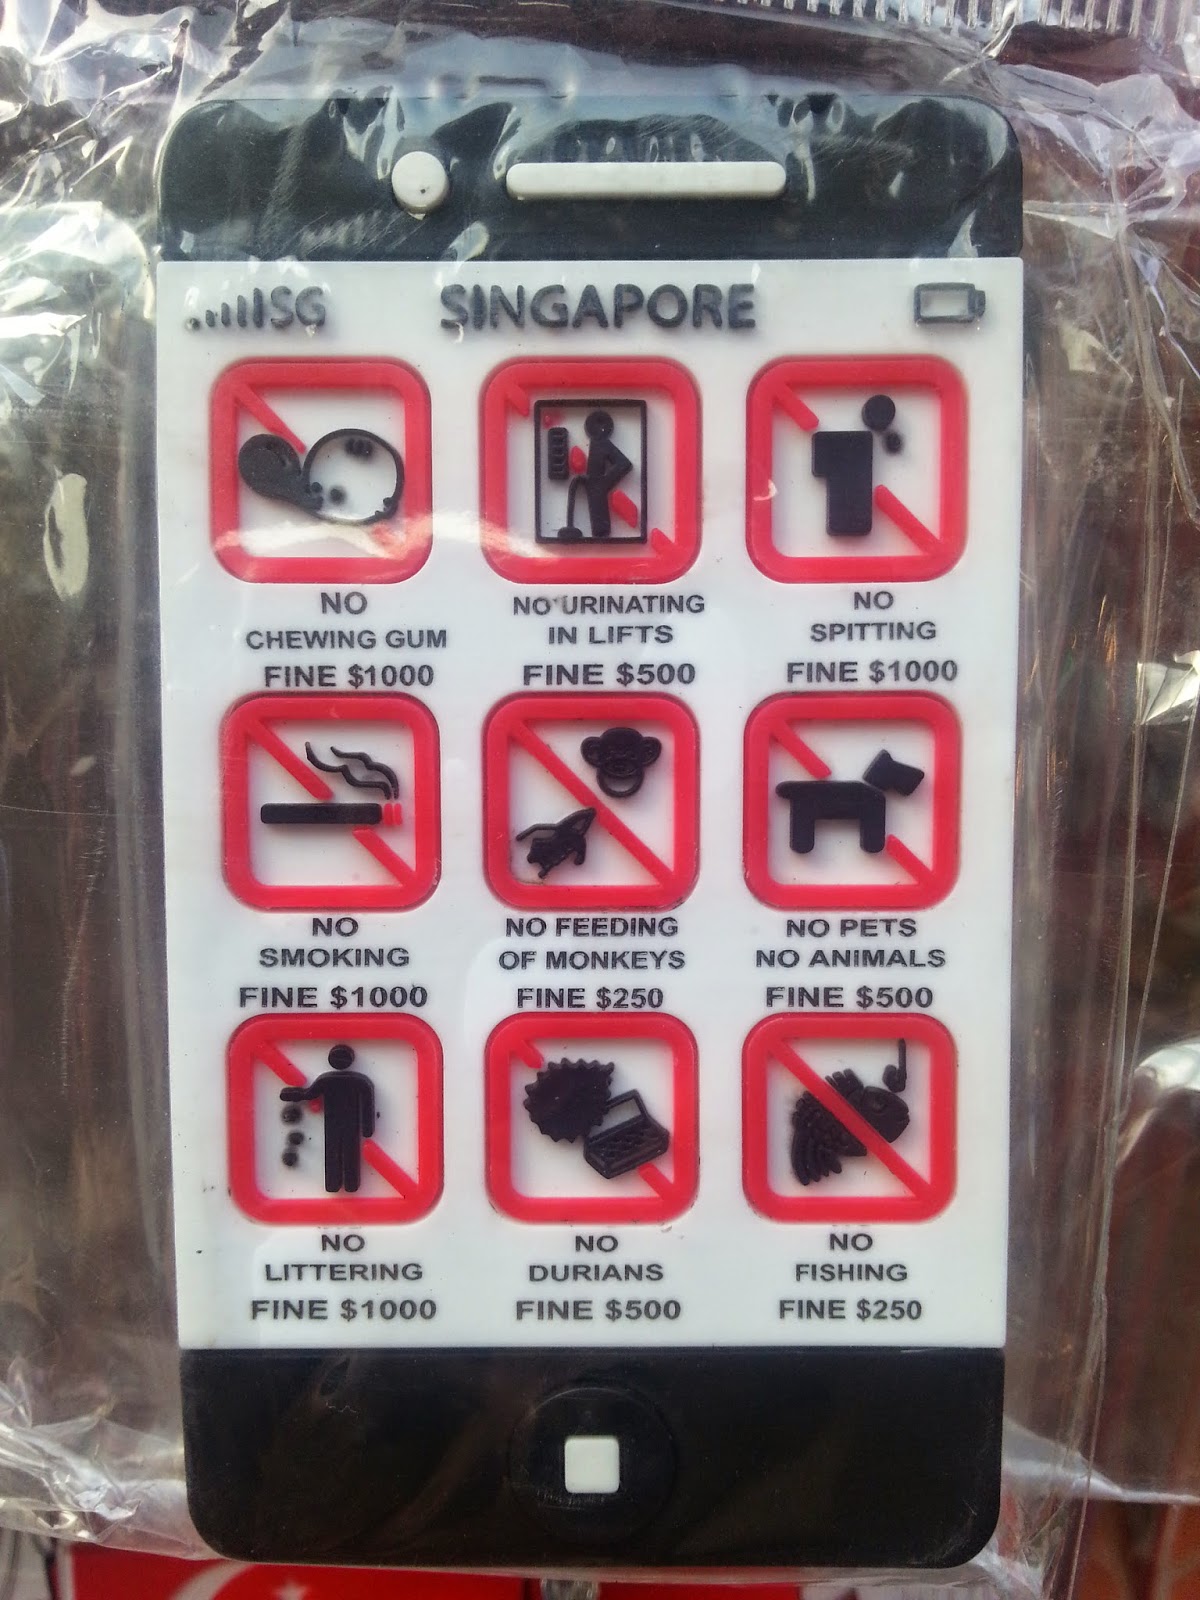 SG SINGAPORE
NO
CHEWING GUM
FINE $1000
NO URINATING
IN LIFTS
FINE $500
NO
SPITTING
FINE $1000
NO
SMOKING
FINE $1000
NO FEEDING
OF MONKEYS
FINE $250
NO PETS
NO ANIMALS
FINE $500
NO
LITTERING
FINE $1000
NO
DURIANS
FINE $500
NO
FISHING
FINE $250